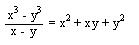 x³ - y³ / x - y = x² + xy + y²